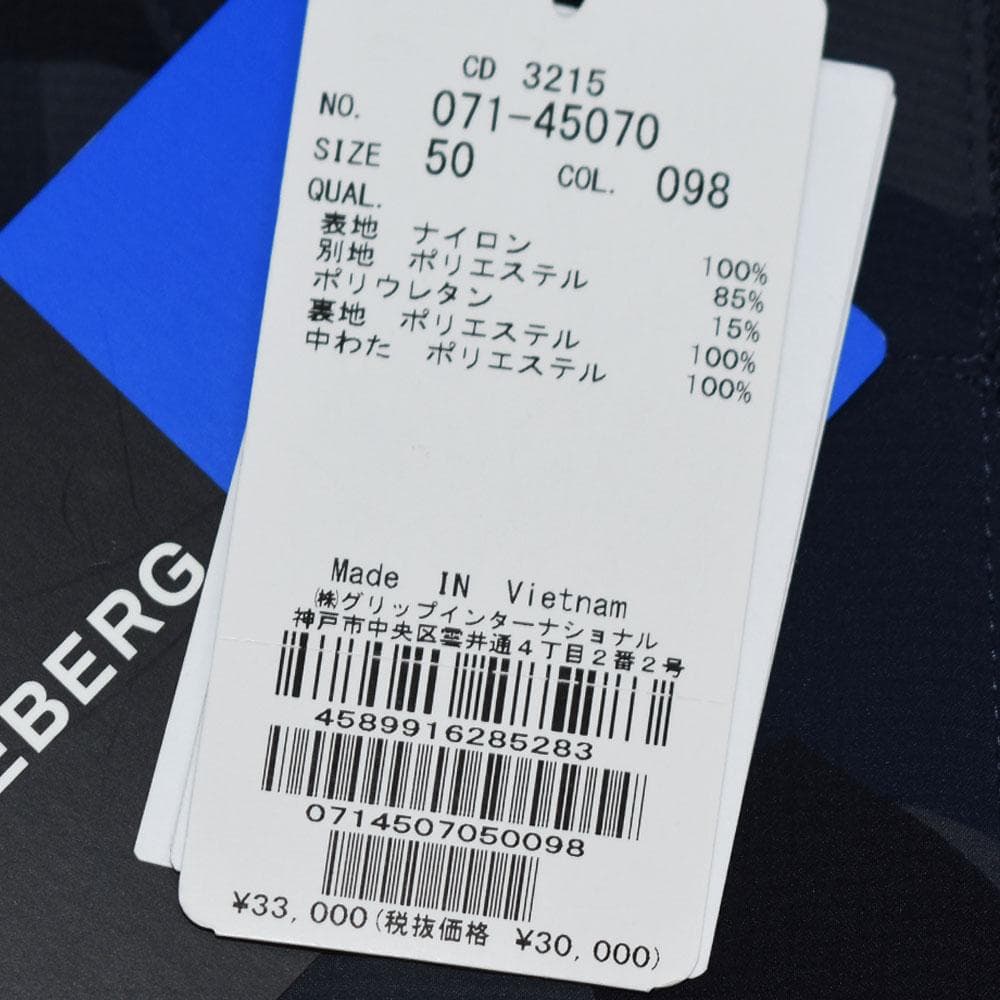 CD 3215
NO. 071-45070
SIZE 50 COL. 098
QUAL.
表地 ナイロン 100%
別地 ポリエステル 85%
ポリウレタン 15%
裏地 ポリエステル 100%
中わた ポリエステル 100%
Made IN Vietnam
㈱グリップインターナショナル
神戸市中央区雲井通4丁目2番2号
4589916285283
0714507050098
¥33,000(税抜価格 ¥30,000)
EBERG